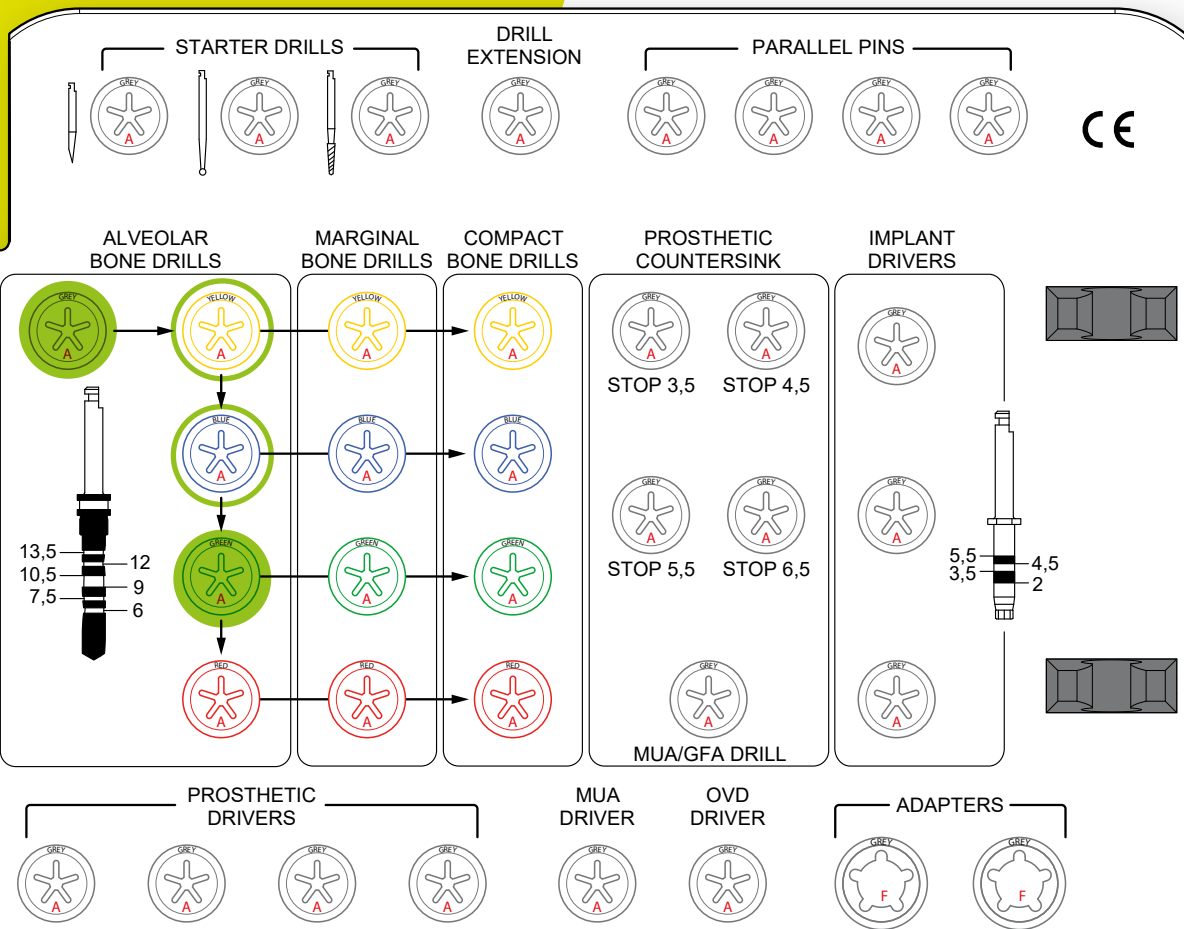 STARTER DRILLS
DRILL
EXTENSION
PARALLEL PINS
GREY GREY GREY GREY GREY GREY GREY GREY
A A A A A A A A
CE
ALVEOLAR
BONE DRILLS
MARGINAL
BONE DRILLS
COMPACT
BONE DRILLS
PROSTHETIC
COUNTERSINK
IMPLANT
DRIVERS
GREY YELLOW YELLOW YELLOW GREY GREY GREY
A A A A A A A
STOP 3,5 STOP 4,5
BLUE BLUE BLUE GREY GREY GREY
A A A A A A
STOP 5,5 STOP 6,5
13,5
12
10,5
9
7,5
6
GREEN GREEN GREEN
A A A
5,5
4,5
3,5
2
RED RED RED GREY GREY
A A A A A
MUA/GFA DRILL
PROSTHETIC
DRIVERS
MUA
DRIVER
OVD
DRIVER
ADAPTERS
GREY GREY GREY GREY GREY GREY GREY GREY
A A A A A A F F